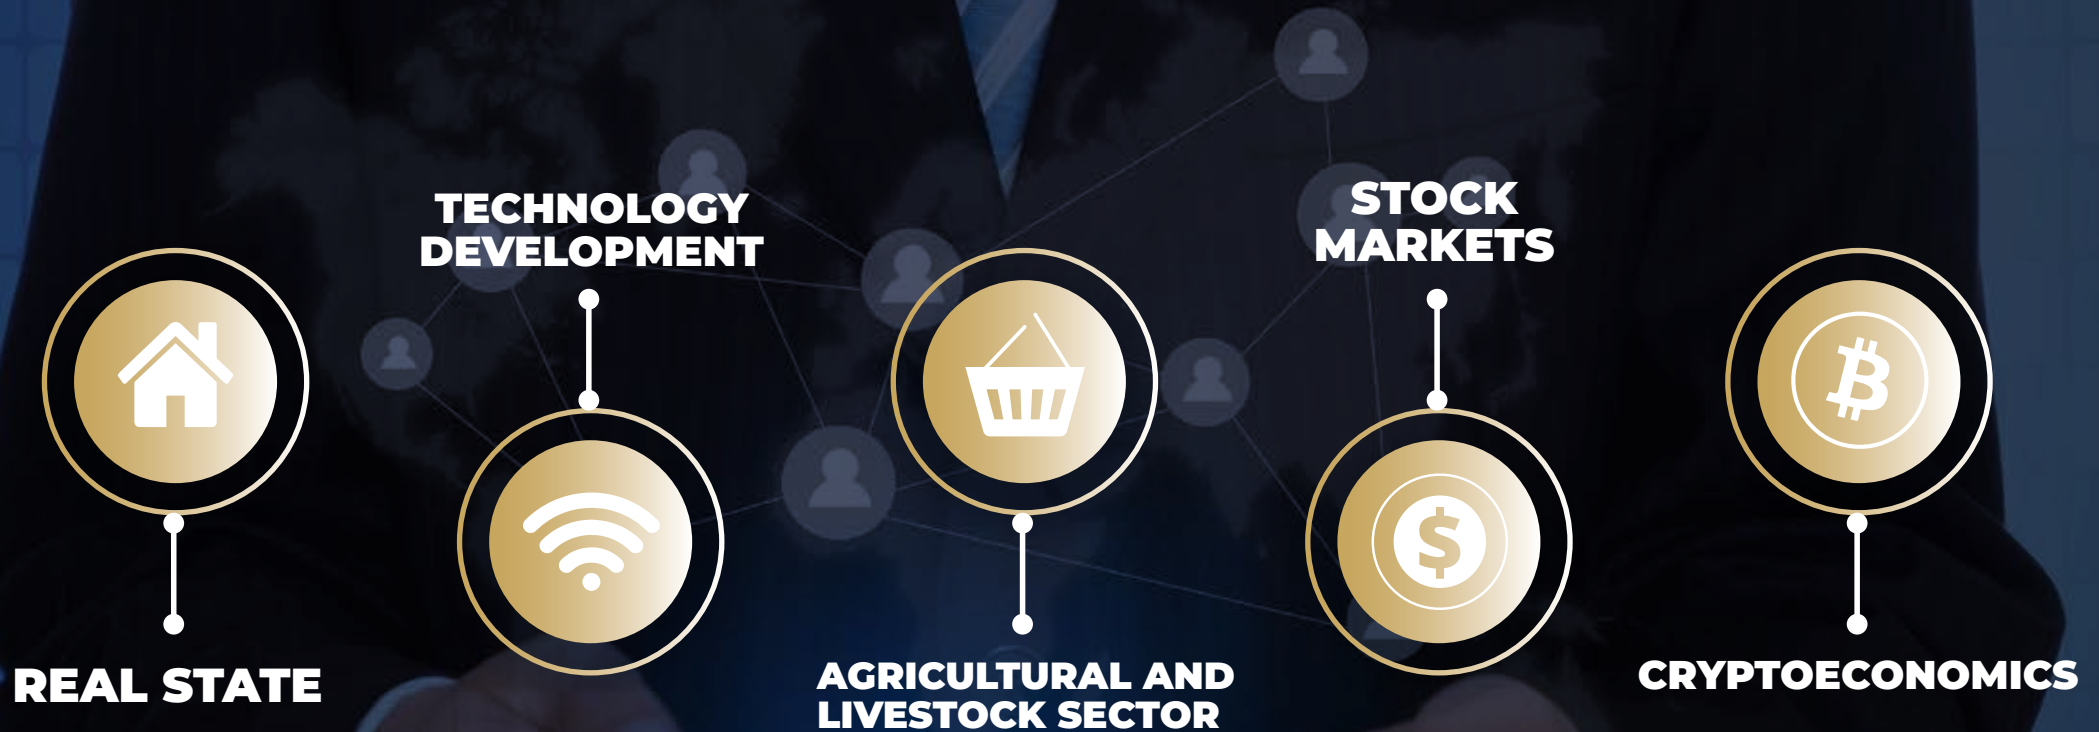 REAL STATE
TECHNOLOGY
DEVELOPMENT
AGRICULTURAL AND
LIVESTOCK SECTOR
STOCK
MARKETS
CRYPTOECONOMICS